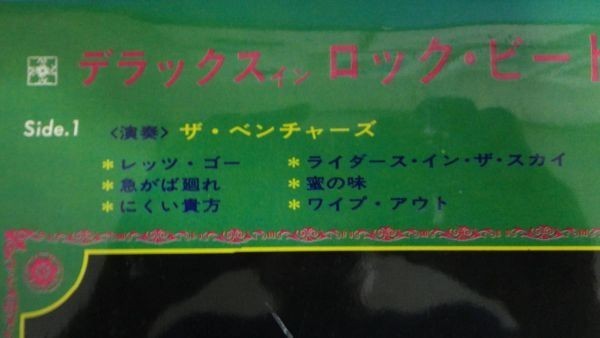 デラックスイン ロック・ビート
Side.1 〈演奏〉 ザ・ベンチャーズ
*レッツ・ゴー *ライダース・イン・ザ・スカイ
*急がば廻れ *蜜の味
*にくい貴方 *ワイプ・アウト